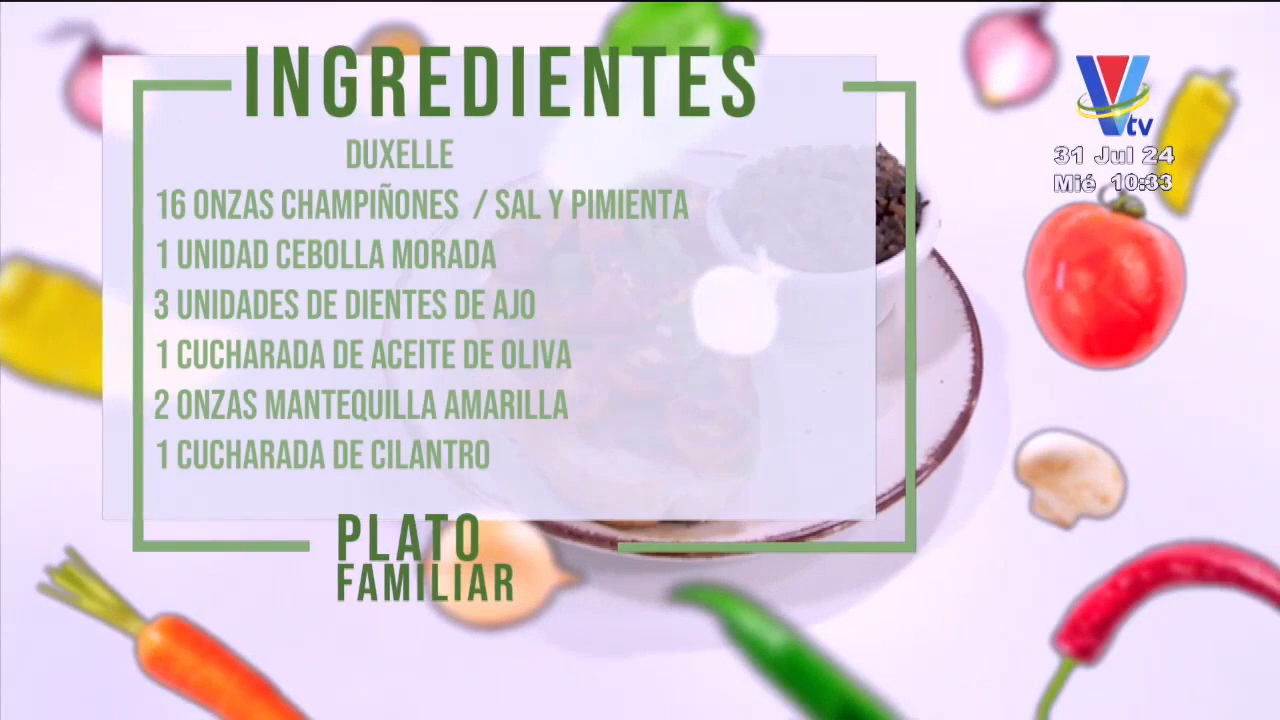 INGREDIENTES
DUXELLE
16 ONZAS CHAMPIÑONES / SAL Y PIMIENTA
1 UNIDAD CEBOLLA MORADA
3 UNIDADES DE DIENTES DE AJO
1 CUCHARADA DE ACEITE DE OLIVA
2 ONZAS MANTEQUILLA AMARILLA
1 CUCHARADA DE CILANTRO
PLATO
FAMILIAR
Vtv
31 Jul 24
Mié 10:33